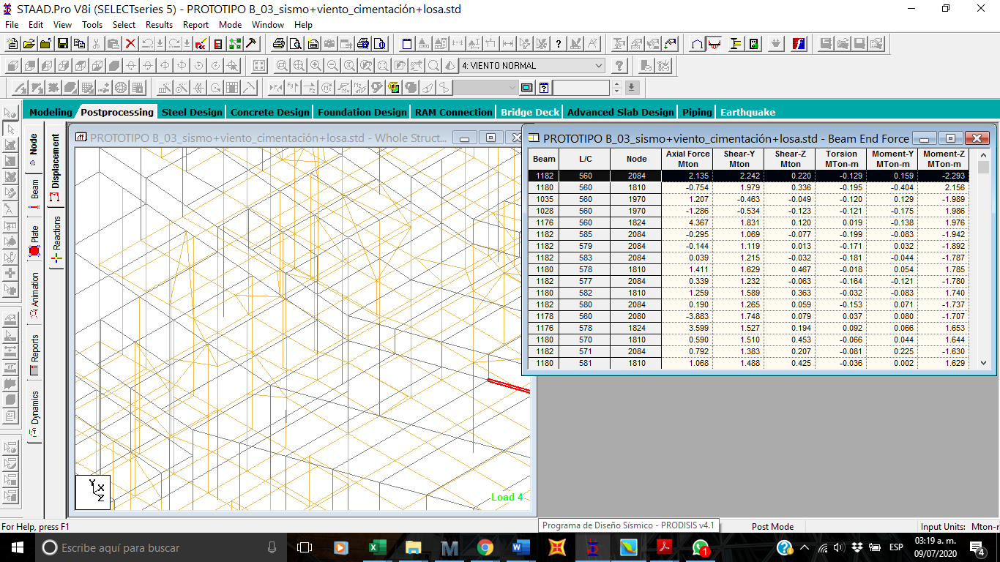 STAAD.Pro V8i (SELECTseries 5) - PROTOTIPO B_03_sismo+viento_cimentación+losa.std
File Edit View Tools Select Results Report Mode Window Help
4: VIENTO NORMAL
Modeling Postprocessing Steel Design Concrete Design Foundation Design RAM Connection Bridge Deck Advanced Slab Design Piping Earthquake
Node
Beam
Plate
Animation
Reports
Dynamics
Displacement
Reactions
PROTOTIPO B_03_sismo+viento_cimentación+losa.std - Whole Struct...
Y
X
Z
Load 4
PROTOTIPO B_03_sismo+viento_cimentación+losa.std - Beam End Force
Beam L/C Node Axial Force Mton Shear-Y Mton Shear-Z Mton Torsion MTon-m Moment-Y MTon-m Moment-Z MTon-m
1182 560 2084 2.135 2.242 0.220 -0.129 0.159 -2.293
1180 560 1810 -0.754 1.979 0.336 -0.195 -0.404 2.156
1035 560 1970 1.207 -0.463 -0.049 -0.120 0.129 -1.989
1028 560 1970 -1.286 -0.534 -0.123 -0.121 -0.175 1.986
1176 560 1824 4.367 1.831 0.120 0.019 -0.138 1.976
1182 585 2084 -0.295 1.069 -0.077 -0.199 -0.083 -1.942
1182 579 2084 -0.144 1.119 0.013 -0.171 0.032 -1.892
1182 583 2084 0.039 1.215 -0.032 -0.181 -0.044 -1.787
1180 578 1810 1.411 1.629 0.467 -0.018 0.054 1.785
1182 577 2084 0.339 1.232 -0.063 -0.164 -0.121 -1.780
1180 582 1810 1.259 1.589 0.363 -0.032 -0.083 1.740
1182 580 2084 0.190 1.265 0.059 -0.153 0.071 -1.737
1178 560 2080 -3.883 1.748 0.079 0.037 0.080 -1.707
1176 578 1824 3.599 1.527 0.194 0.092 0.066 1.653
1180 570 1810 0.590 1.510 0.453 -0.066 0.044 1.644
1182 571 2084 0.792 1.383 0.207 -0.081 0.225 -1.630
1180 581 1810 1.068 1.488 0.425 -0.036 0.002 1.629
For Help, press F1
Programa de Diseño Sísmico - PRODISIS v4.1
Post Mode
Input Units: Mton-r
Escribe aquí para buscar
ESP
03:19 a. m.
09/07/2020
4
1